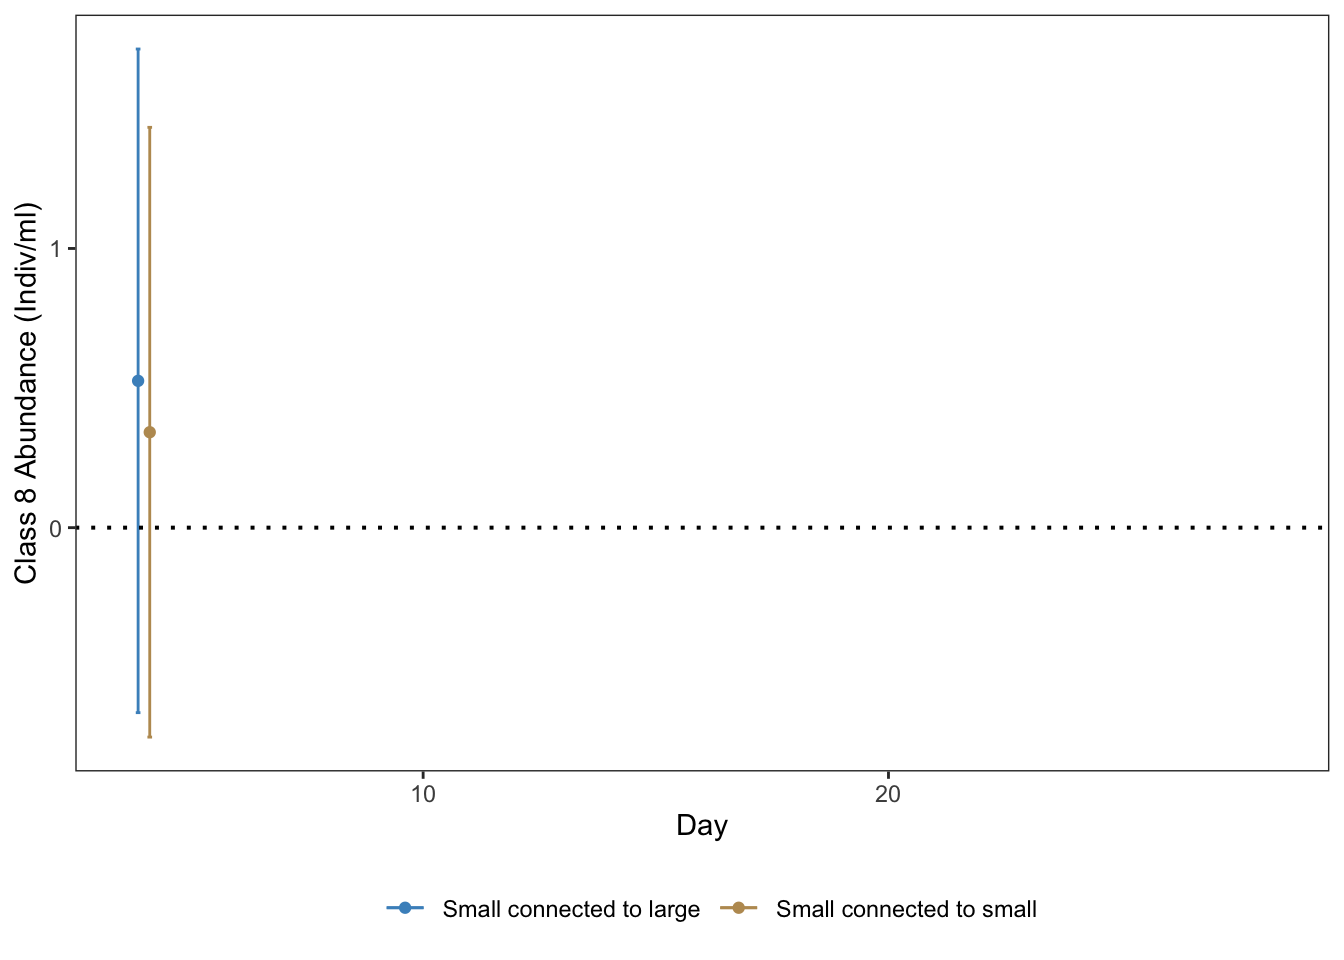 Class 8 Abundance (Indiv/ml)
1
0
10 20
Day
Small connected to large Small connected to small